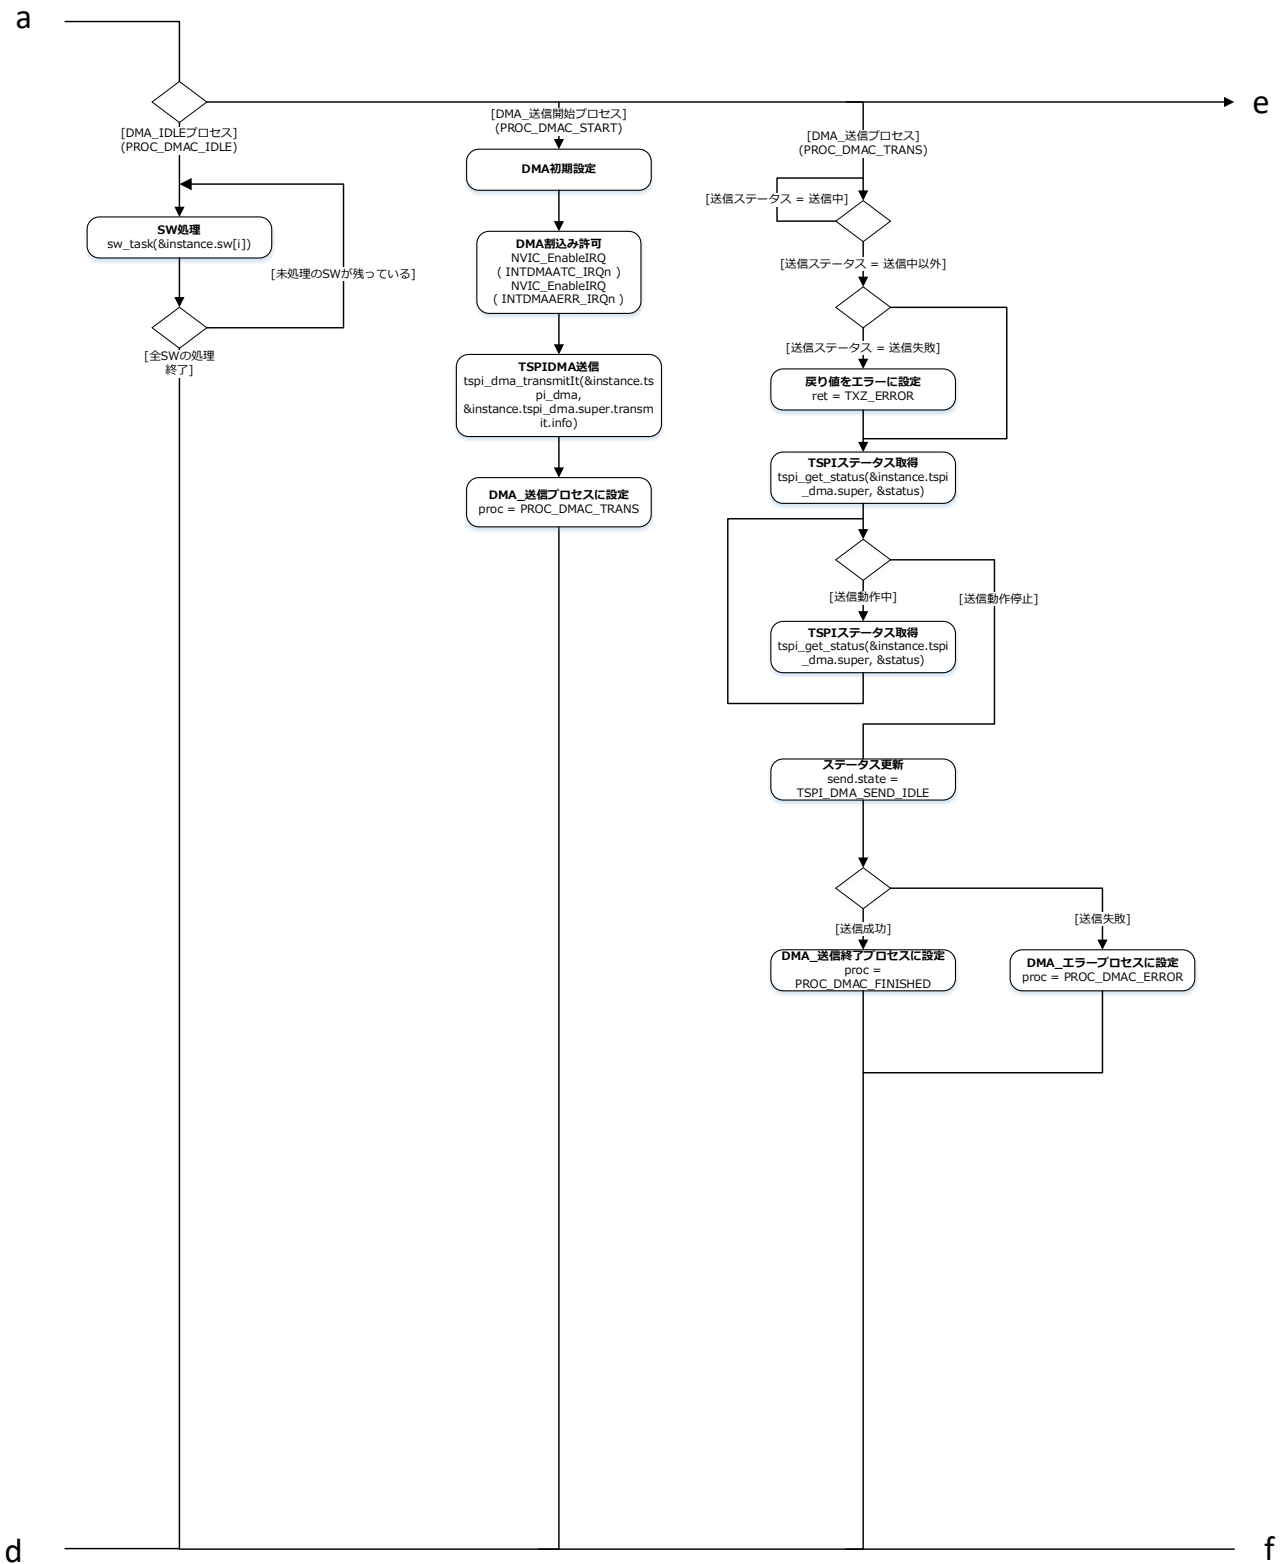 a
e
[DMA_IDLEプロセス]
(PROC_DMAC_IDLE)
SW処理
sw_task(&instance.sw[i])
[未処理のSWが残っている]
[全SWの処理
終了]
[DMA_送信開始プロセス]
(PROC_DMAC_START)
DMA初期設定
DMA割込み許可
NVIC_EnableIRQ
( INTDMAATC_IRQn )
NVIC_EnableIRQ
( INTDMAAERR_IRQn )
TSPIDMA送信
tspi_dma_transmitIt(&instance.ts
pi_dma,
&instance.tspi_dma.super.transm
it.info)
DMA_送信プロセスに設定
proc = PROC_DMAC_TRANS
[DMA_送信プロセス]
(PROC_DMAC_TRANS)
[送信ステータス = 送信中]
[送信ステータス = 送信中以外]
[送信ステータス = 送信失敗]
戻り値をエラーに設定
ret = TXZ_ERROR
TSPIステータス取得
tspi_get_status(&instance.tspi
_dma.super, &status)
[送信動作中]
[送信動作停止]
TSPIステータス取得
tspi_get_status(&instance.tspi
_dma.super, &status)
ステータス更新
send.state =
TSPI_DMA_SEND_IDLE
[送信成功]
[送信失敗]
DMA_送信終了プロセスに設定
proc =
PROC_DMAC_FINISHED
DMA_エラープロセスに設定
proc = PROC_DMAC_ERROR
d
f